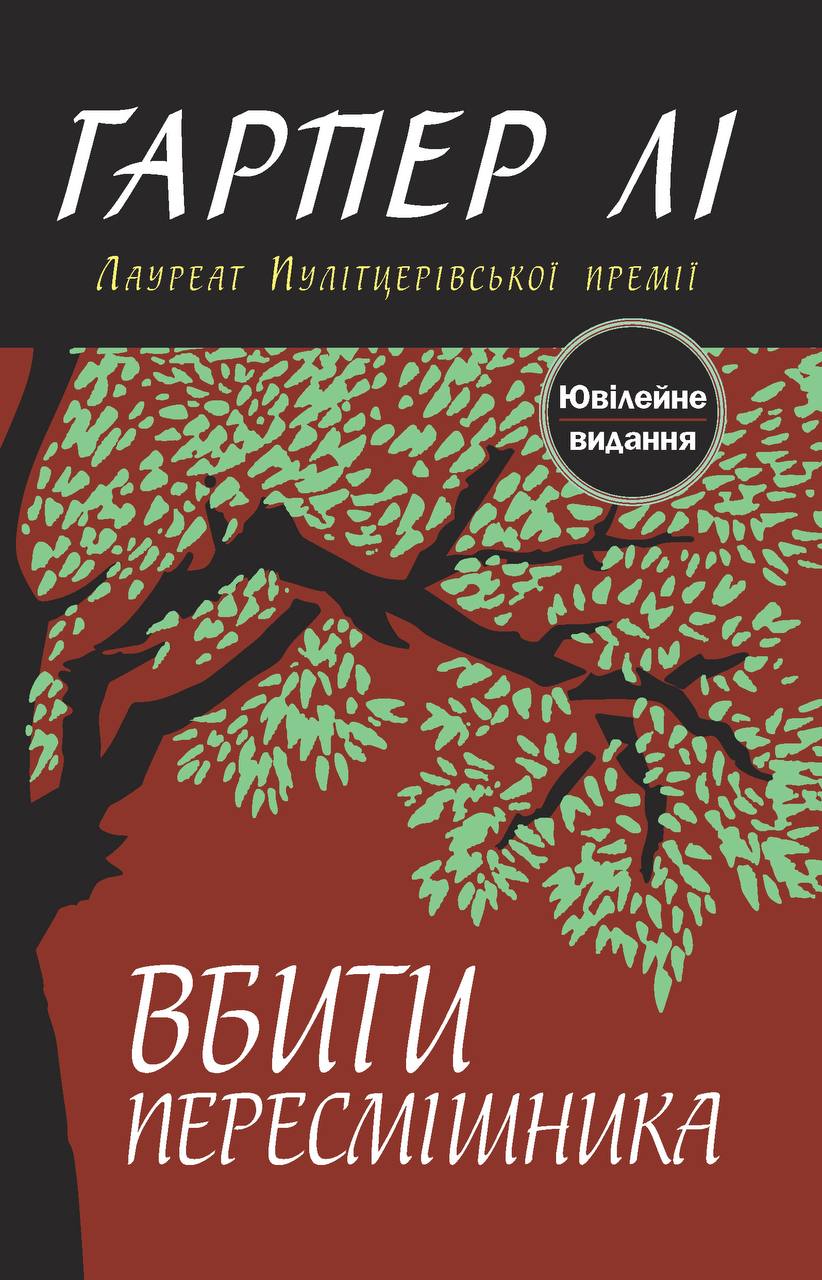 ГАРПЕР ЛІ
Лауреат Пулітцерівської премії
Ювілейне
видання
ВБИТИ
ПЕРЕСМІШНИКА